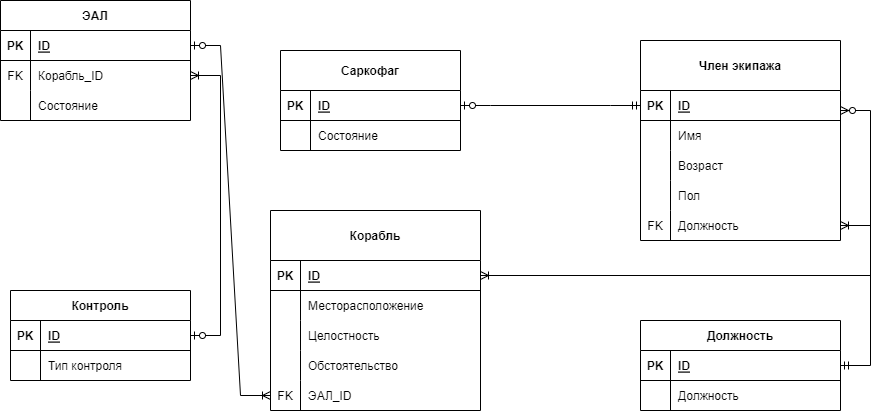 ЭАЛ
PK ID
FK Корабль_ID
Состояние
Саркофаг
PK ID
Состояние
Член экипажа
PK ID
Имя
Возраст
Пол
FK Должность
Корабль
PK ID
Месторасположение
Целостность
Обстоятельство
FK ЭАЛ_ID
Контроль
PK ID
Тип контроля
Должность
PK ID
Должность